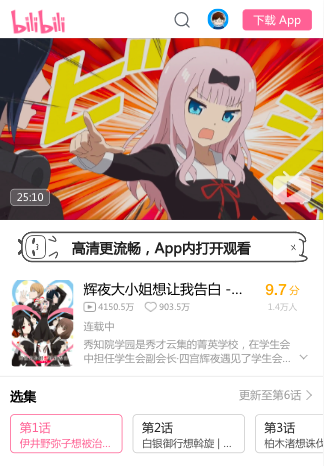 bilibili
下载 App
25:10
高清更流畅，App内打开观看
x
辉夜大小姐想让我告白 -...
9.7分
4150.5万 903.5万
1.4万人
连载中
秀知院学园是秀才云集的菁英学校，在学生会
中担任学生会副会长·四宫辉夜遇见了学生会...
选集
更新至第6话
第1话
伊井野弥子想被治...
第2话
白银御行想斡旋 | ...
第3话
柏木渚想诛伐